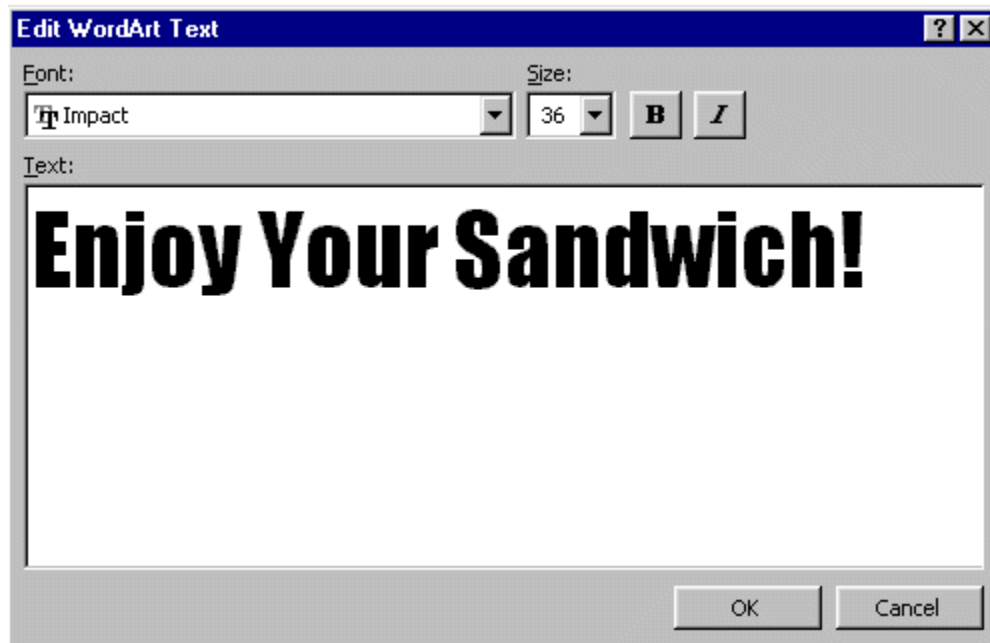 Edit WordArt Text
Font:
Size:
Impact
36
B
I
Text:
Enjoy Your Sandwich!
OK
Cancel